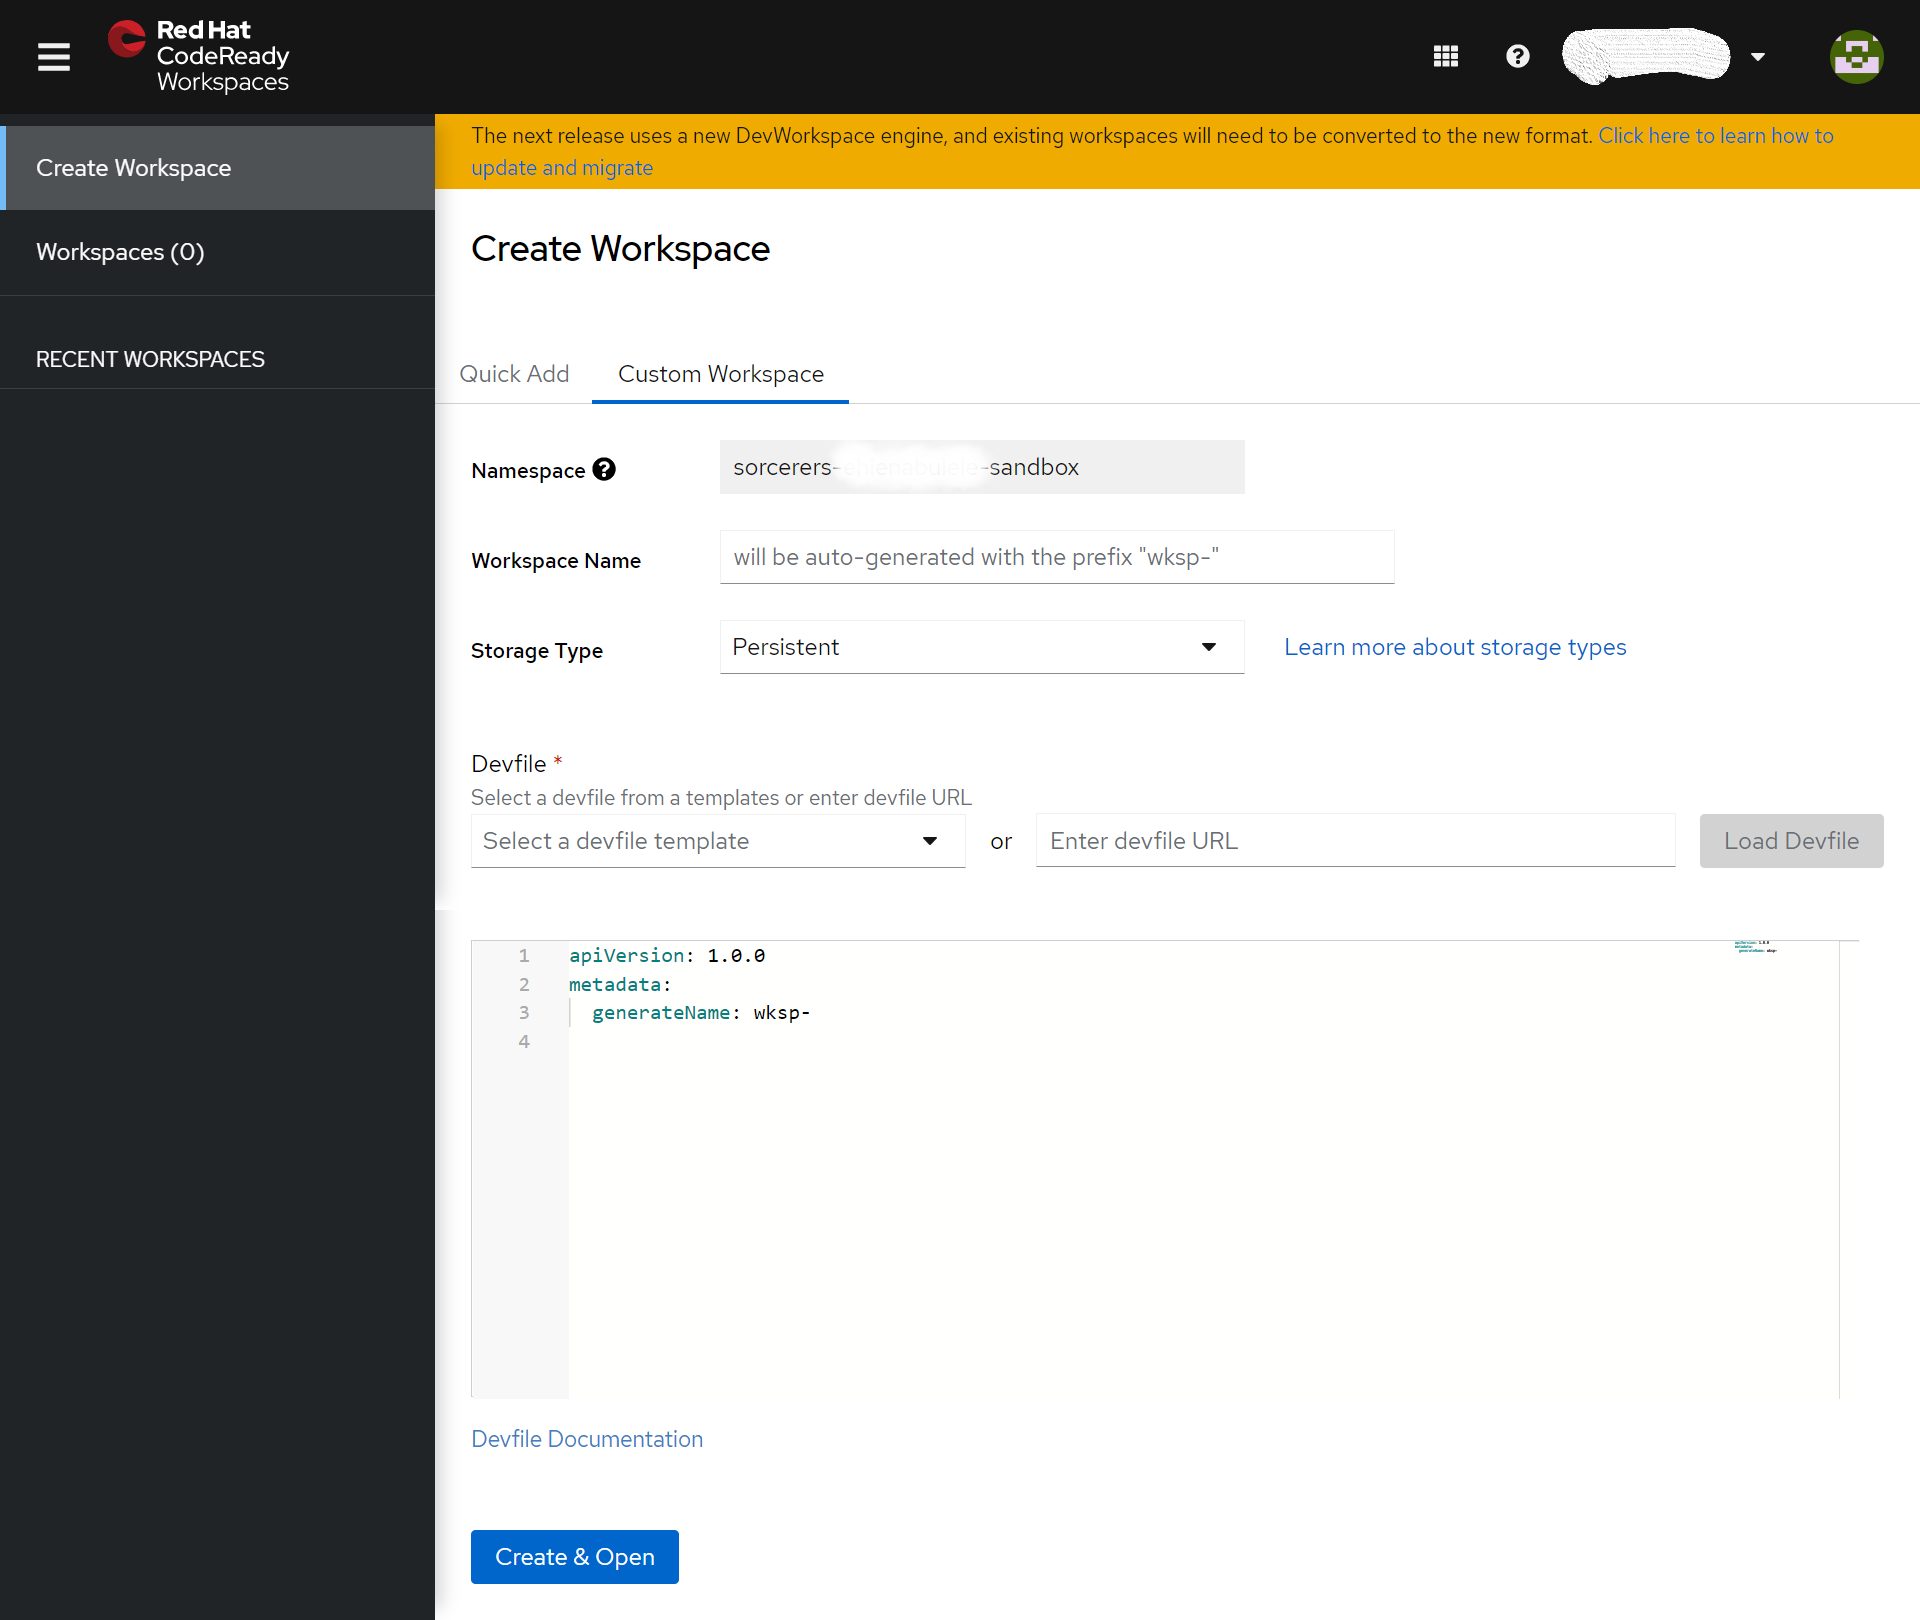 Red Hat
CodeReady
Workspaces
Create Workspace
Workspaces (0)
RECENT WORKSPACES
The next release uses a new DevWorkspace engine, and existing workspaces will need to be converted to the new format. Click here to learn how to
update and migrate
Create Workspace
Quick Add Custom Workspace
Namespace sorcerers- -sandbox
Workspace Name will be auto-generated with the prefix "wksp-"
Storage Type Persistent Learn more about storage types
Devfile *
Select a devfile from a templates or enter devfile URL
Select a devfile template or Enter devfile URL Load Devfile
1 apiVersion: 1.0.0
2 metadata:
3 generateName: wksp-
4
Devfile Documentation
Create & Open